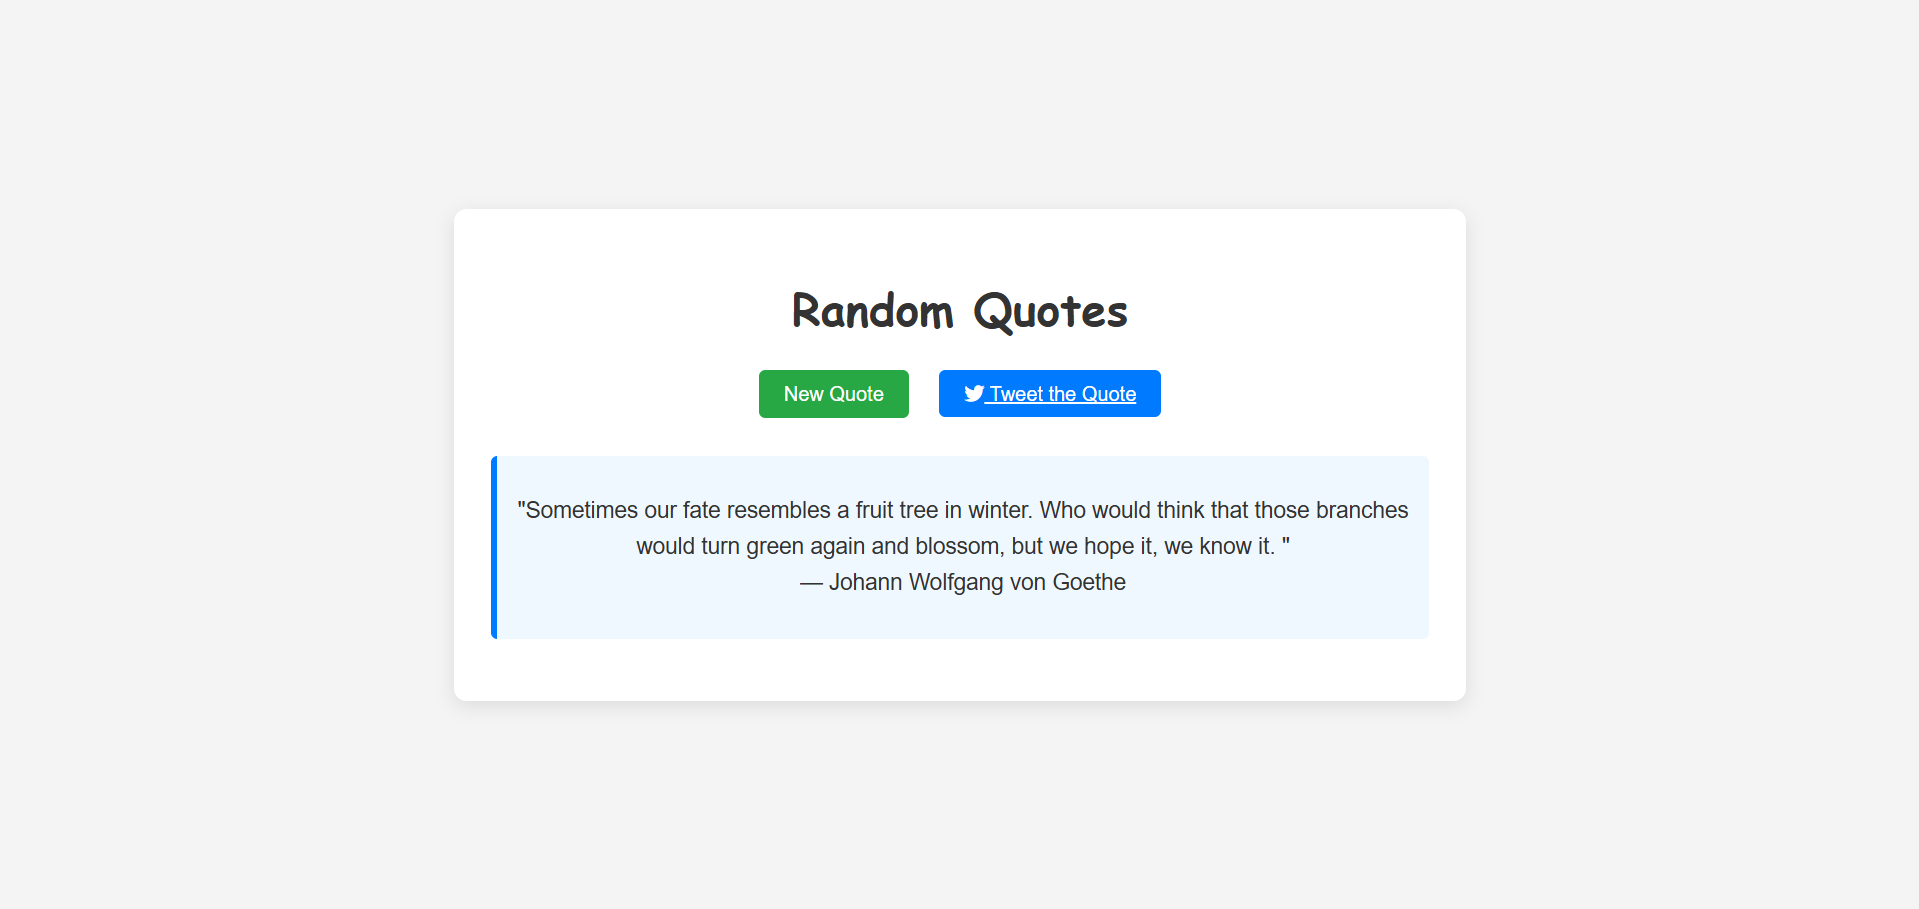 Random Quotes
New Quote
Tweet the Quote
"Sometimes our fate resembles a fruit tree in winter. Who would think that those branches
would turn green again and blossom, but we hope it, we know it. "
— Johann Wolfgang von Goethe